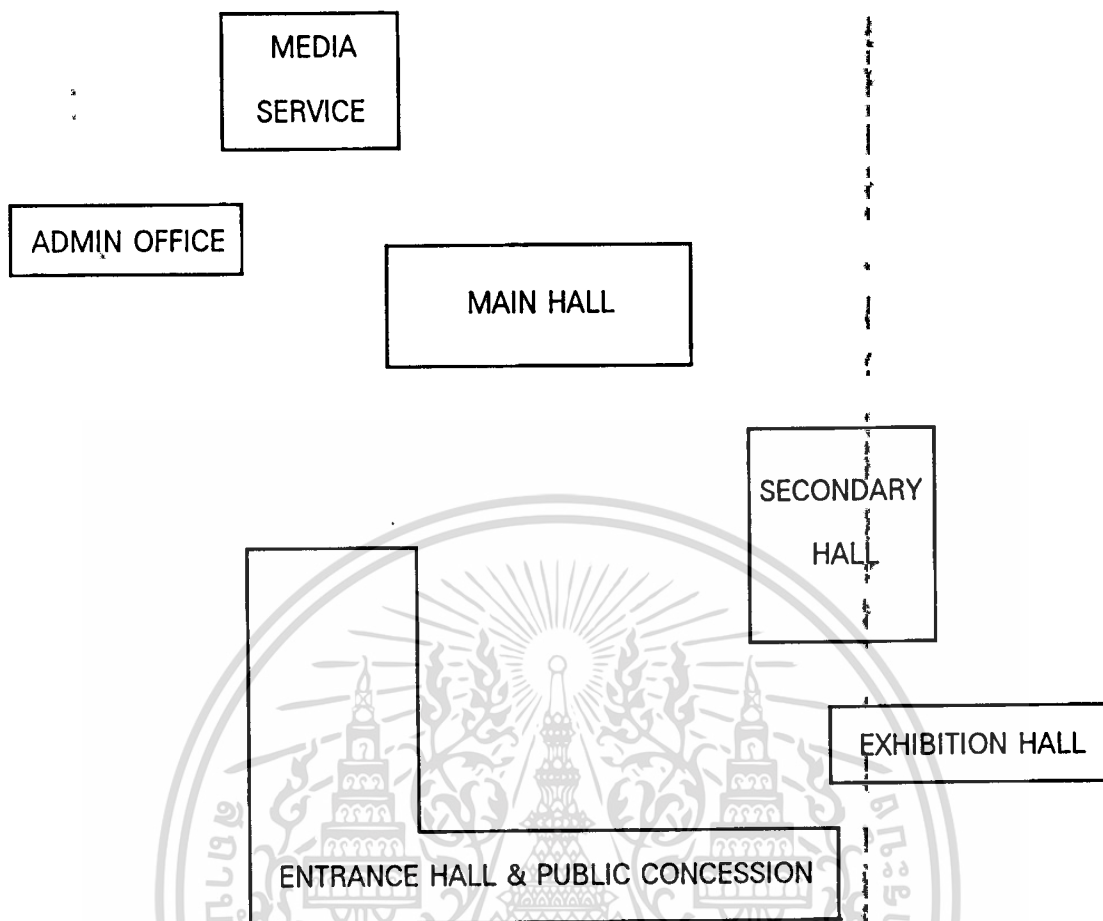 MEDIA
SERVICE
ADMIN OFFICE
MAIN HALL
SECONDARY
HALL
EXHIBITION HALL
ENTRANCE HALL & PUBLIC CONCESSION